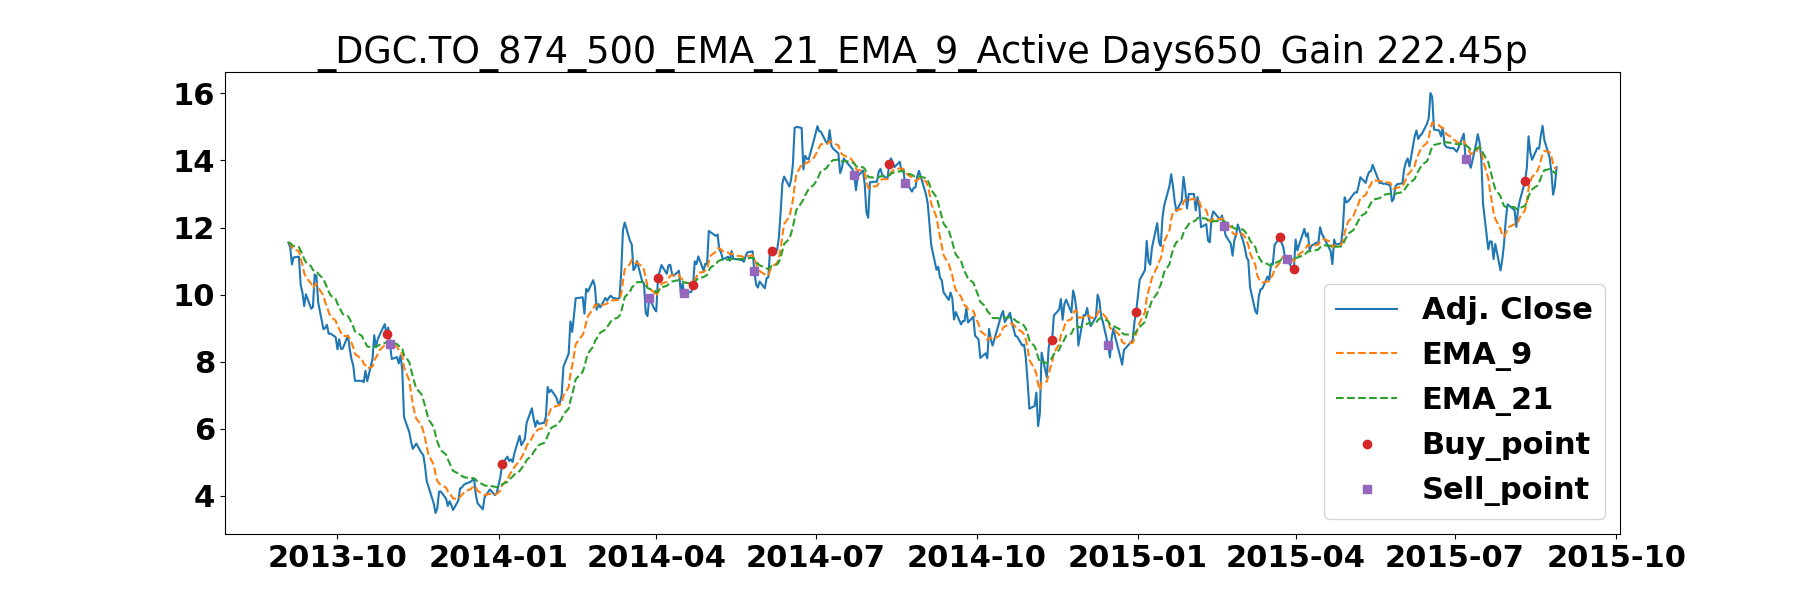 _DGC.TO_874_500_EMA_21_EMA_9_Active Days650_Gain 222.45p
16
14
12
10
8
6
4
Adj. Close
EMA_9
EMA_21
Buy_point
Sell_point
2013-10 2014-01 2014-04 2014-07 2014-10 2015-01 2015-04 2015-07 2015-10